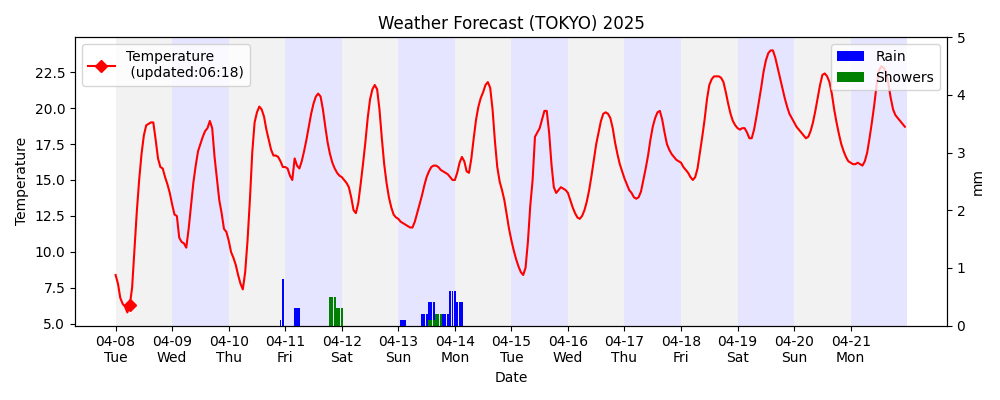 Weather Forecast (TOKYO) 2025
Temperature
(updated:06:18)
Rain
Showers
Temperature
22.5
20.0
17.5
15.0
12.5
10.0
7.5
5.0
5
4
3
2
1
0
mm
04-08 04-09 04-10 04-11 04-12 04-13 04-14 04-15 04-16 04-17 04-18 04-19 04-20 04-21
Tue Wed Thu Fri Sat Sun Mon Tue Wed Thu Fri Sat Sun Mon
Date